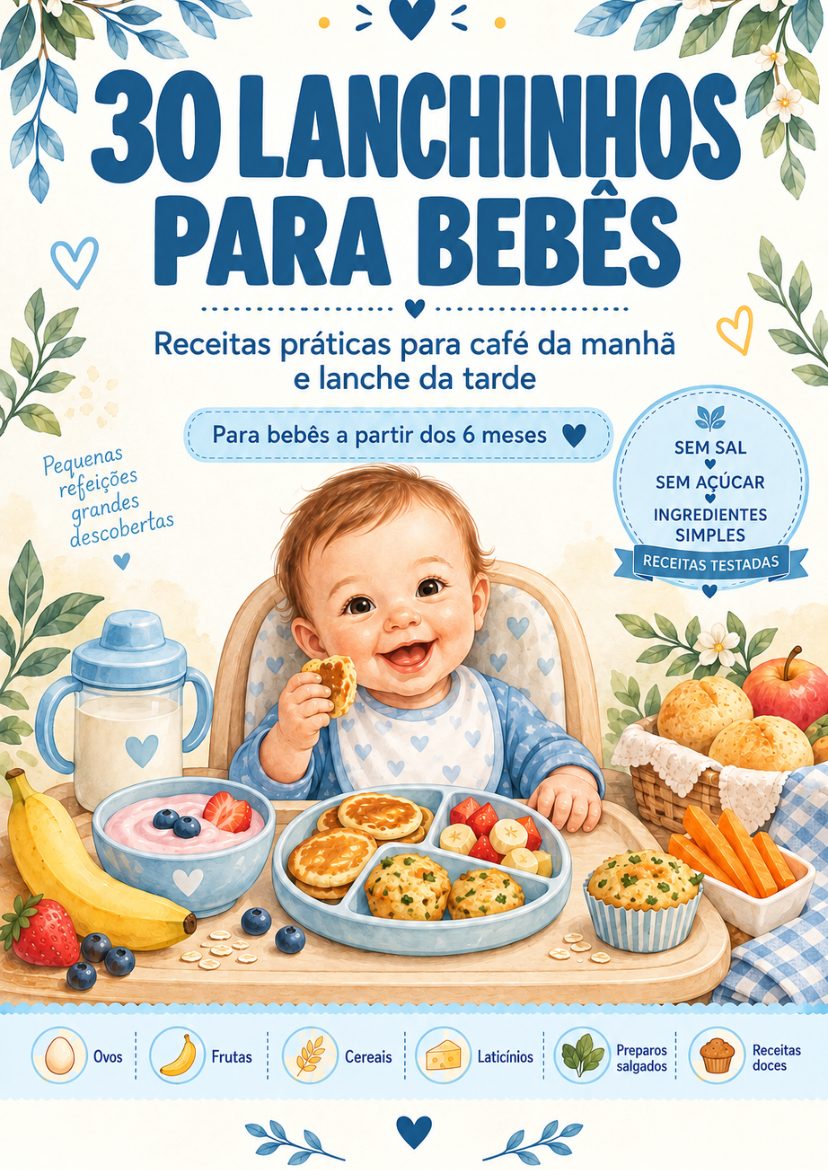 30 LANCHINHOS
PARA BEBÊS
Receitas práticas para café da manhã
e lanche da tarde
Para bebês a partir dos 6 meses
SEM SAL
SEM AÇÚCAR
INGREDIENTES
SIMPLES
RECEITAS TESTADAS
Pequenas
refeições
grandes
descobertas
Ovos
Frutas
Cereais
Laticínios
Preparos
salgados
Receitas
doces